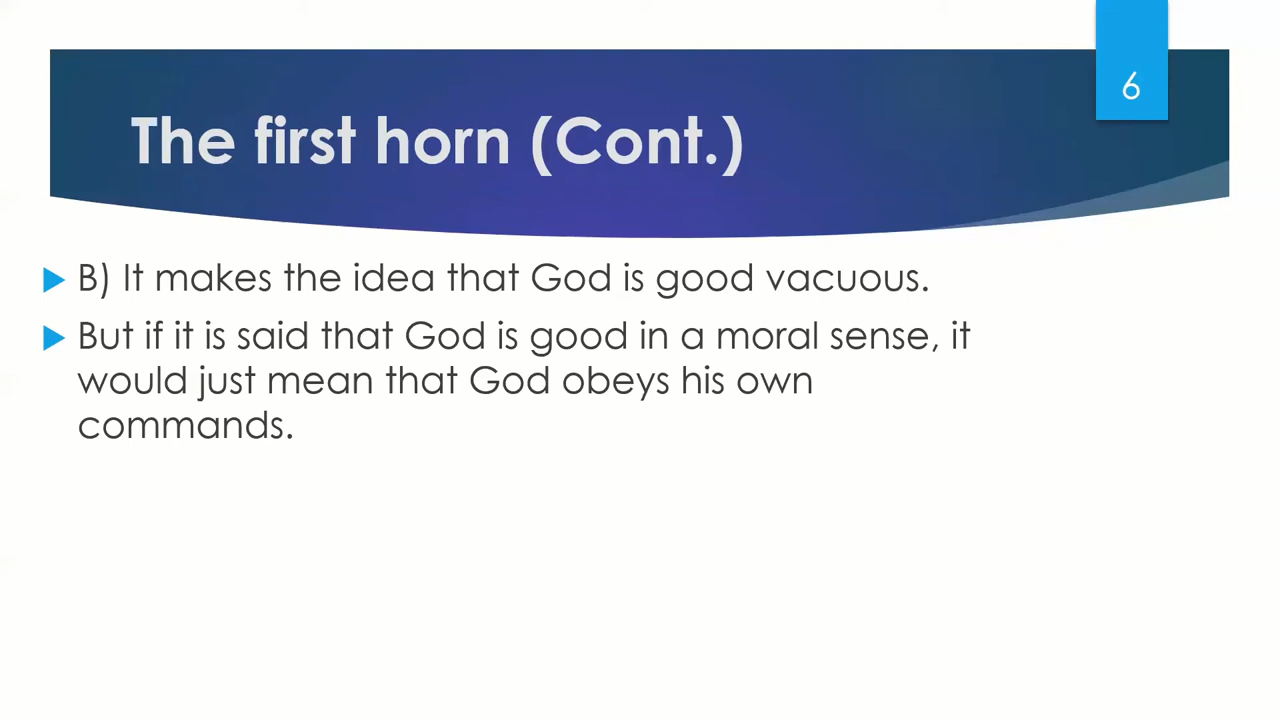 6
The first horn (Cont.)
B) It makes the idea that God is good vacuous.
But if it is said that God is good in a moral sense, it
would just mean that God obeys his own
commands.